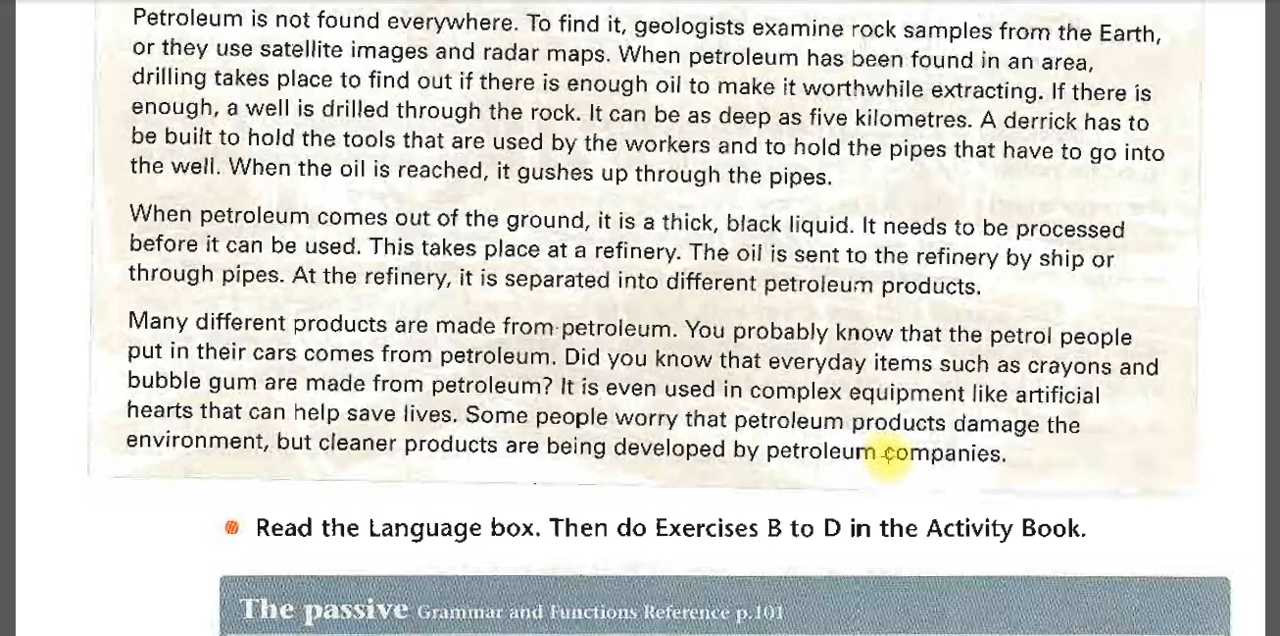 Petroleum is not found everywhere. To find it, geologists examine rock samples from the Earth,
or they use satellite images and radar maps. When petroleum has been found in an area,
drilling takes place to find out if there is enough oil to make it worthwhile extracting. If there is
enough, a well is drilled through the rock. It can be as deep as five kilometres. A derrick has to
be built to hold the tools that are used by the workers and to hold the pipes that have to go into
the well. When the oil is reached, it gushes up through the pipes.
When petroleum comes out of the ground, it is a thick, black liquid. It needs to be processed
before it can be used. This takes place at a refinery. The oil is sent to the refinery by ship or
through pipes. At the refinery, it is separated into different petroleum products.
Many different products are made from petroleum. You probably know that the petrol people
put in their cars comes from petroleum. Did you know that everyday items such as crayons and
bubble gum are made from petroleum? It is even used in complex equipment like artificial
hearts that can help save lives. Some people worry that petroleum products damage the
environment, but cleaner products are being developed by petroleum companies.
Read the Language box. Then do Exercises B to D in the Activity Book.
The passive Grammar and Functions Reference p.101